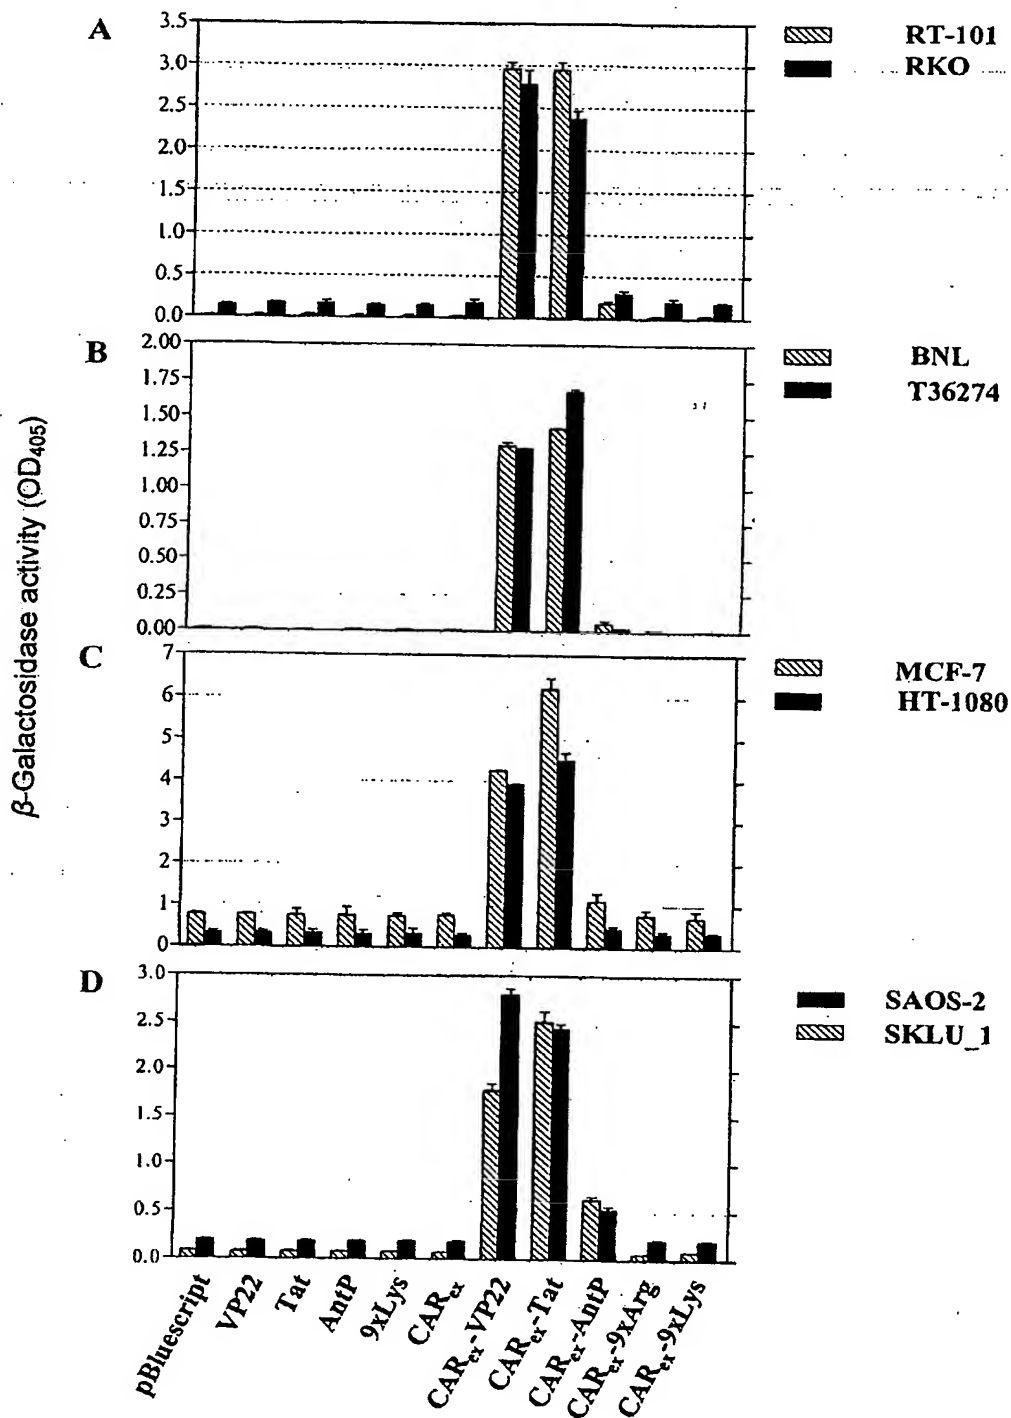 A
3.5
3.0
2.5
2.0
1.5
1.0
0.5
0.0
RT-101
RKO
B
2.00
1.75
1.50
1.25
1.00
0.75
0.50
0.25
0.00
BNL
T36274
β-Galactosidase activity (OD405)
C
7
6
5
4
3
2
1
0
MCF-7
HT-1080
D
3.0
2.5
2.0
1.5
1.0
0.5
0.0
SAOS-2
SKLU_1
pBluescript
VP22
Tat
AntP
9xLys
CARex
CARex-VP22
CARex-Tat
CARex-AntP
CARex-9xArg
CARex-9xLys